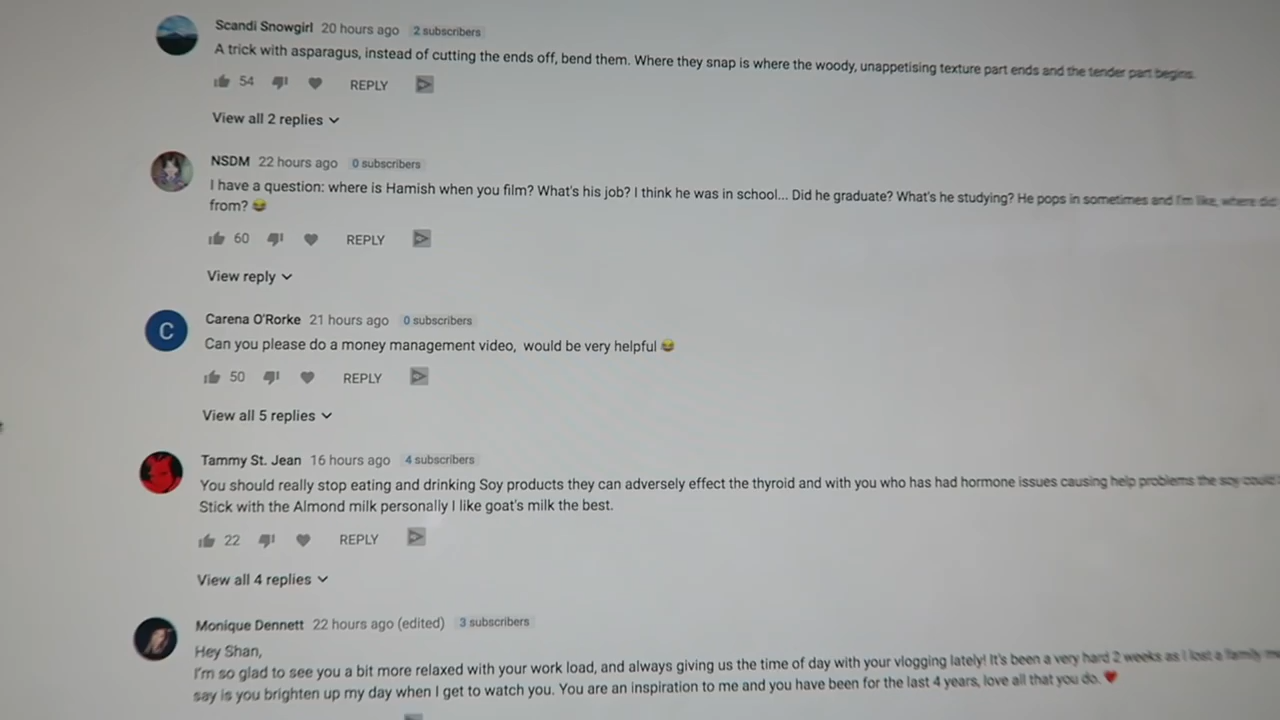 Scandi Snowgirl 20 hours ago 2 subscribers
A trick with asparagus, instead of cutting the ends off, bend them. Where they snap is where the woody, unappetising texture part ends and the tender part begins.
54 REPLY
View all 2 replies
NSDM 22 hours ago 0 subscribers
I have a question: where is Hamish when you film? What's his job? I think he was in school... Did he graduate? What's he studying? He pops in sometimes and I'm like, where did
from? 😂
60 REPLY
View reply
C
Carena O'Rorke 21 hours ago 0 subscribers
Can you please do a money management video, would be very helpful 😂
50 REPLY
View all 5 replies
Tammy St. Jean 16 hours ago 4 subscribers
You should really stop eating and drinking Soy products they can adversely effect the thyroid and with you who has had hormone issues causing help problems the soy could
Stick with the Almond milk personally I like goat's milk the best.
22 REPLY
View all 4 replies
Monique Dennett 22 hours ago (edited) 3 subscribers
Hey Shan,
I'm so glad to see you a bit more relaxed with your work load, and always giving us the time of day with your vlogging lately! It's been a very hard 2 weeks as I lost a family
say is you brighten up my day when I get to watch you. You are an inspiration to me and you have been for the last 4 years, love all that you do. ❤️